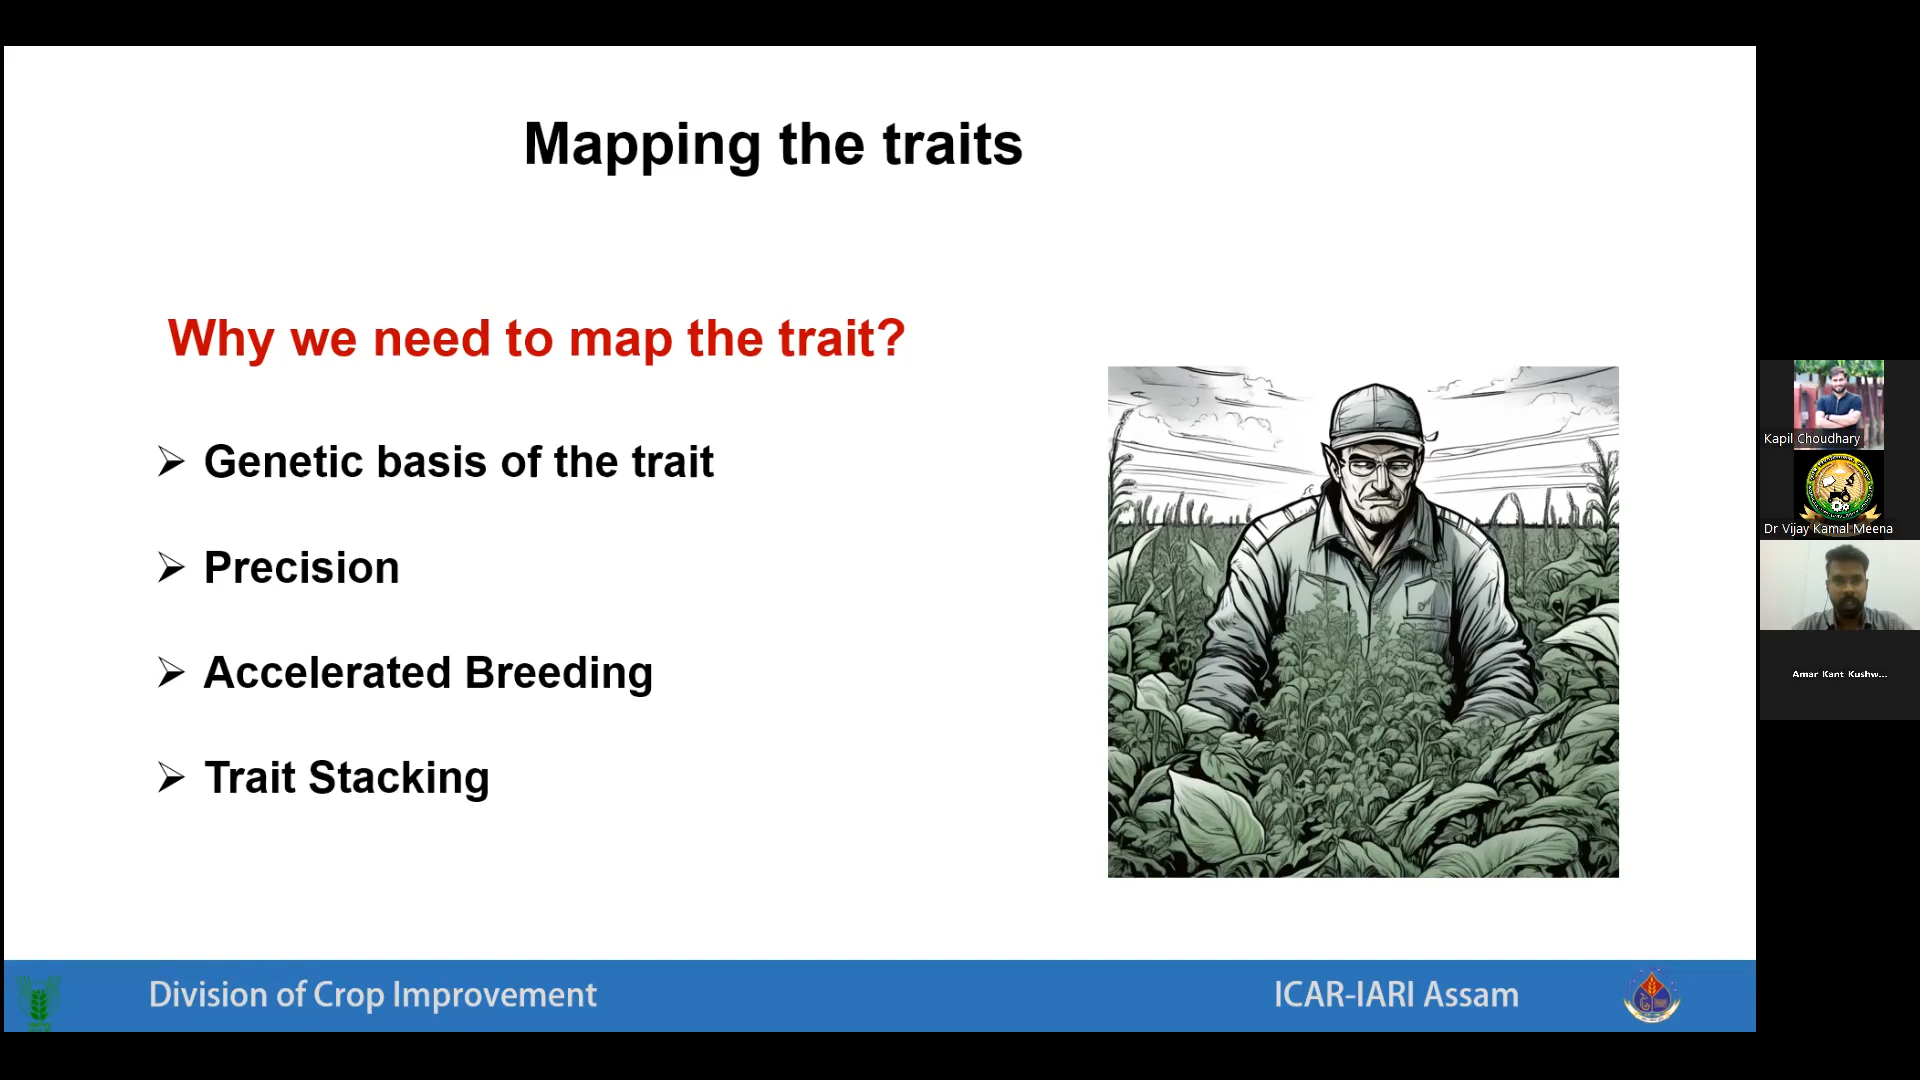 Mapping the traits
Why we need to map the trait?
➢ Genetic basis of the trait
➢ Precision
➢ Accelerated Breeding
➢ Trait Stacking
Division of Crop Improvement
ICAR-IARI Assam
Kapil Choudhary
Dr Vijay Kamal Meena
Amar Kant Kushw...